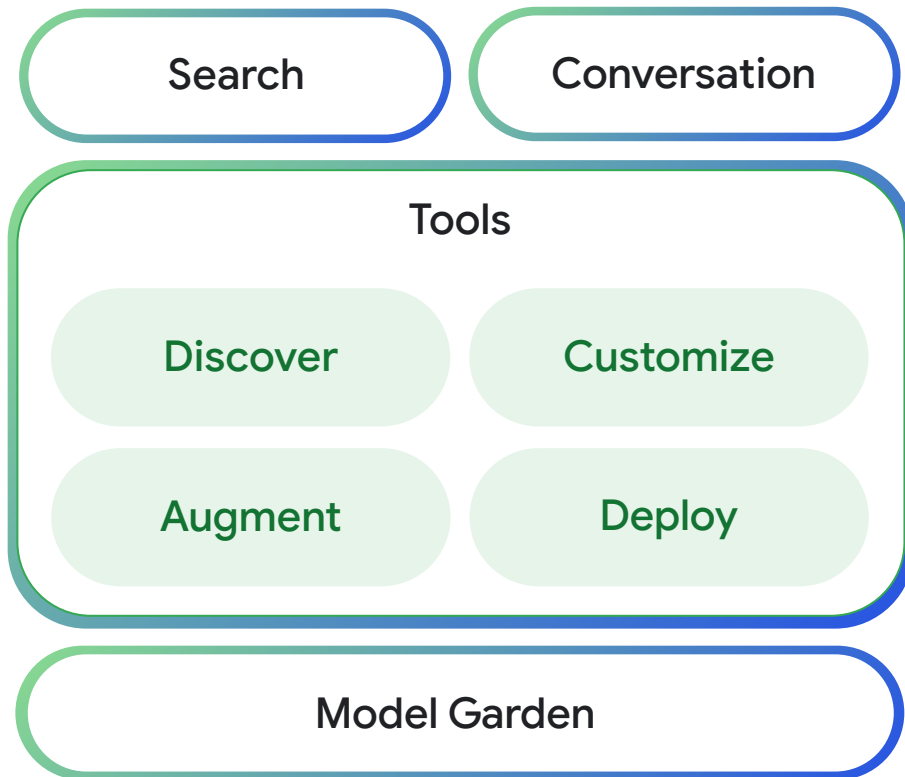 Search
Conversation
Tools
Discover
Customize
Augment
Deploy
Model Garden